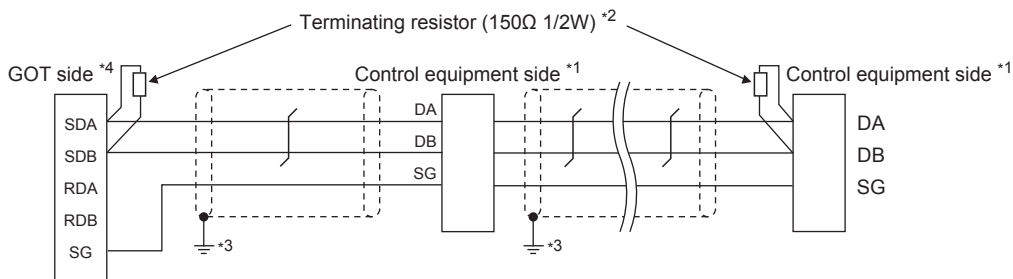 Terminating resistor (150Ω 1/2W) *2
GOT side *4
Control equipment side *1
Control equipment side *1
SDA
SDB
RDA
RDB
SG
DA
DB
SG
DA
DB
SG
*3
*3